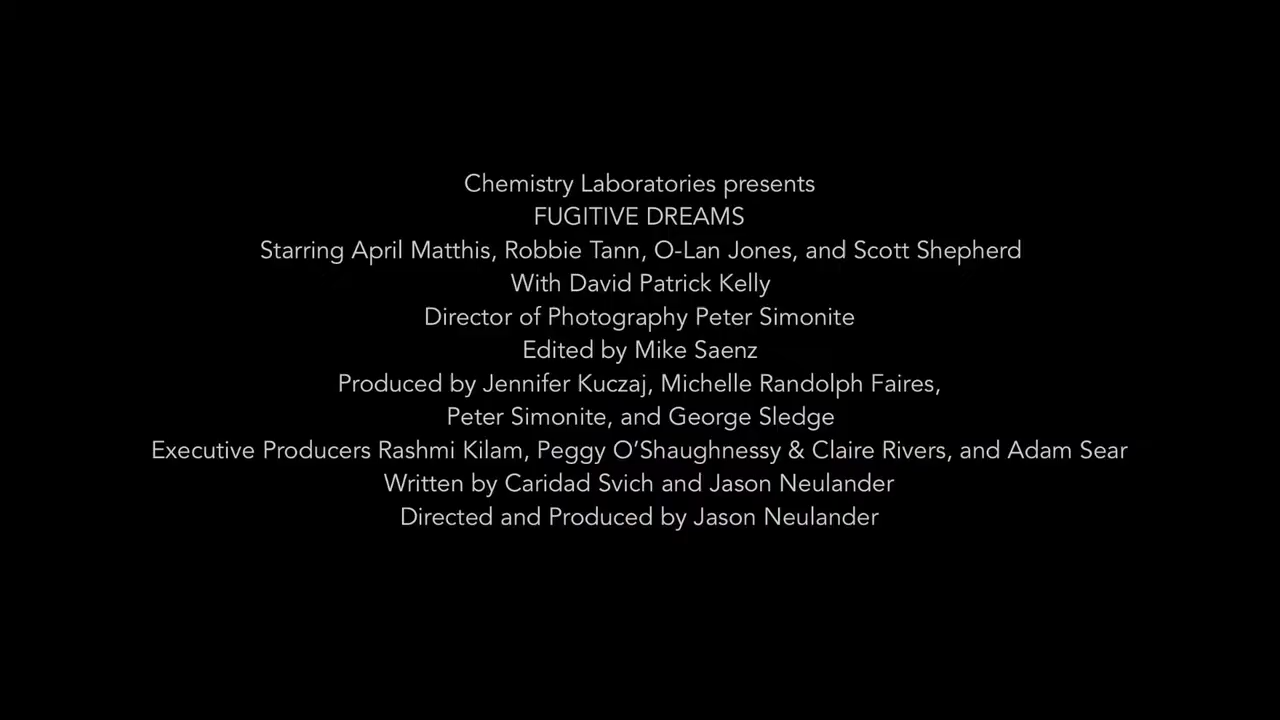 Chemistry Laboratories presents
FUGITIVE DREAMS
Starring April Matthis, Robbie Tann, O-Lan Jones, and Scott Shepherd
With David Patrick Kelly
Director of Photography Peter Simonite
Edited by Mike Saenz
Produced by Jennifer Kuczaj, Michelle Randolph Faires,
Peter Simonite, and George Sledge
Executive Producers Rashmi Kilam, Peggy O’Shaughnessy & Claire Rivers, and Adam Sear
Written by Caridad Svich and Jason Neulander
Directed and Produced by Jason Neulander